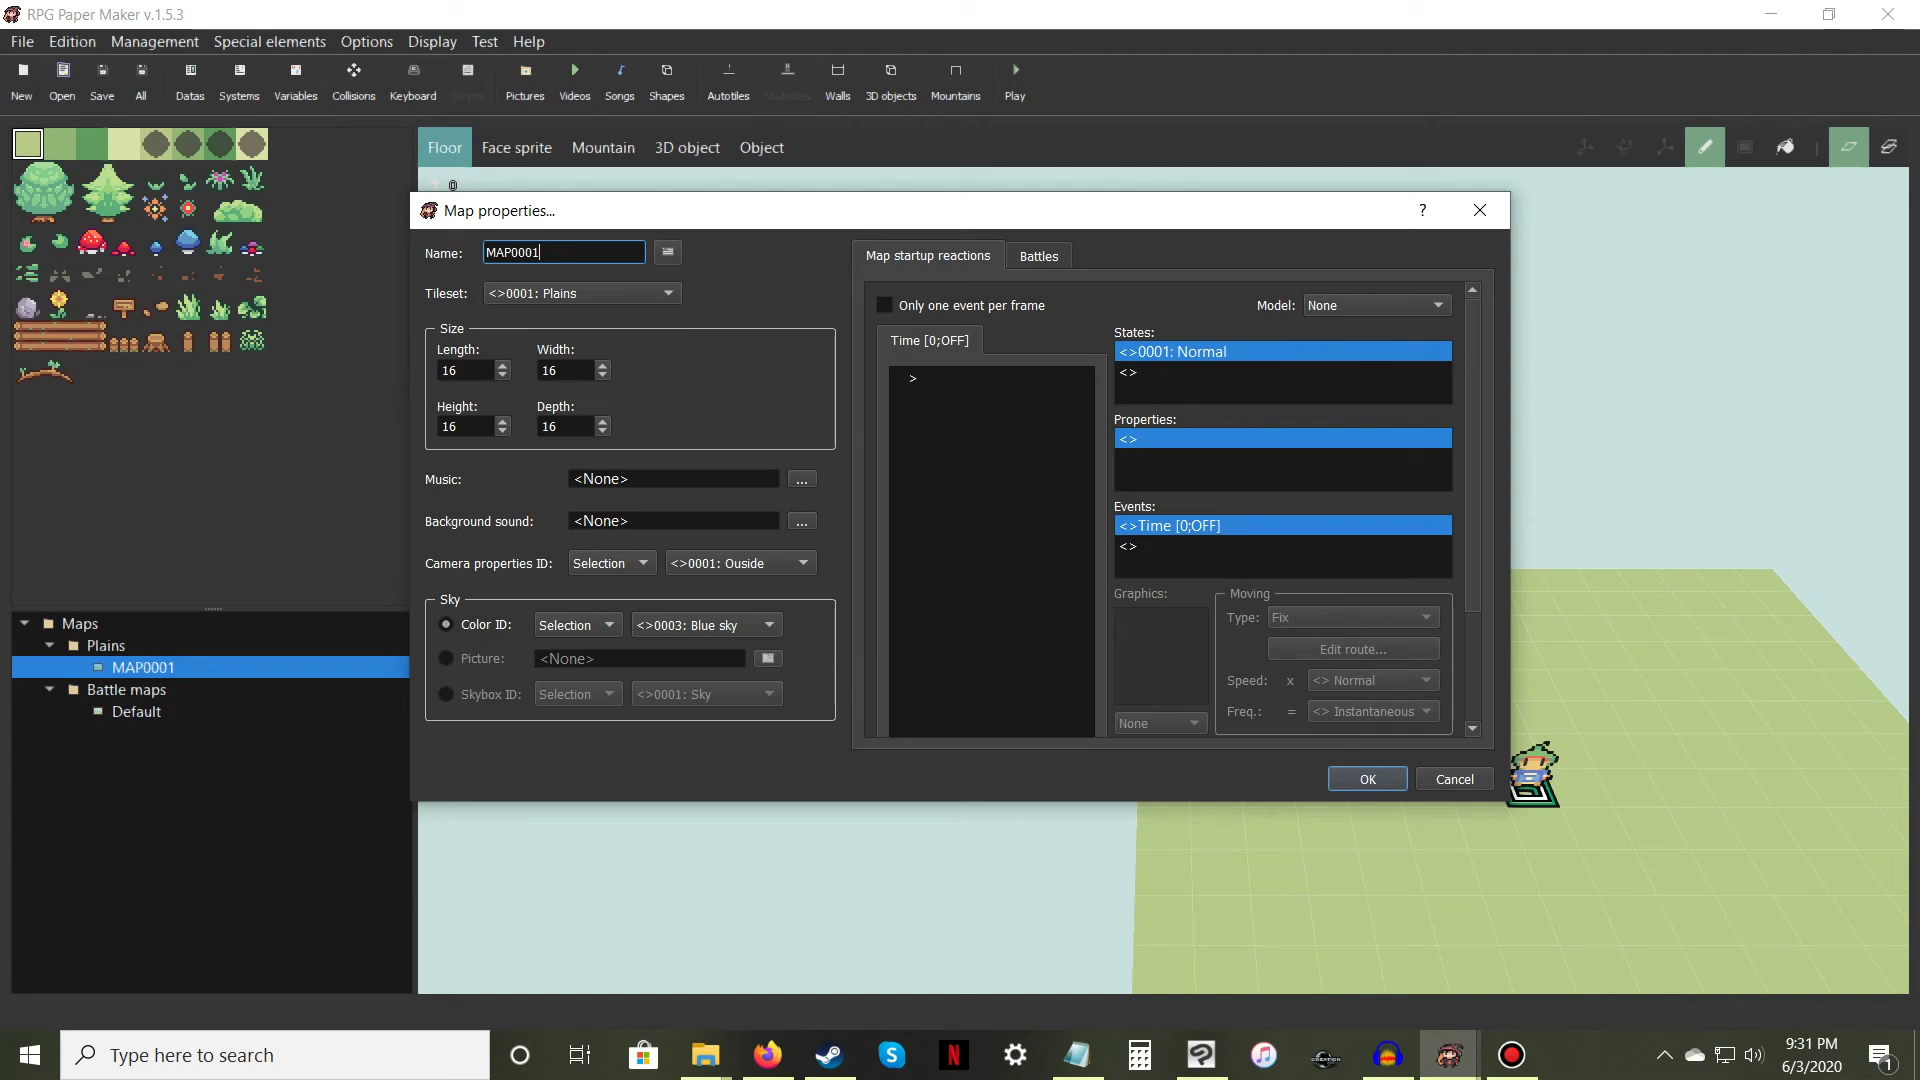 RPG Paper Maker v.1.5.3
File Edition Management Special elements Options Display Test Help
New Open Save All Datas Systems Variables Collisions Keyboard Scripts Pictures Videos Songs Shapes Autotiles Autotiles Walls 3D objects Mountains Play
Floor Face sprite Mountain 3D object Object
0
Map properties... ?
Name: MAP0001
Tileset: <>0001: Plains
Size
Length: Width:
16 16
Height: Depth:
16 16
Music: <None> ...
Background sound: <None> ...
Camera properties ID: Selection <>0001: Ouside
Sky
Color ID: Selection <>0003: Blue sky
Picture: <None>
Skybox ID: Selection <>0001: Sky
Map startup reactions Battles
Only one event per frame Model: None
Time [0;OFF]
>
States:
<>0001: Normal
<>
Properties:
<>
Events:
<>Time [0;OFF]
<>
Graphics:
None
Moving
Type: Fix
Edit route...
Speed: x <> Normal
Freq.: = <> Instantaneous
OK Cancel
Maps
Plains
MAP0001
Battle maps
Default
Type here to search
N
CREATION
9:31 PM
6/3/2020
1